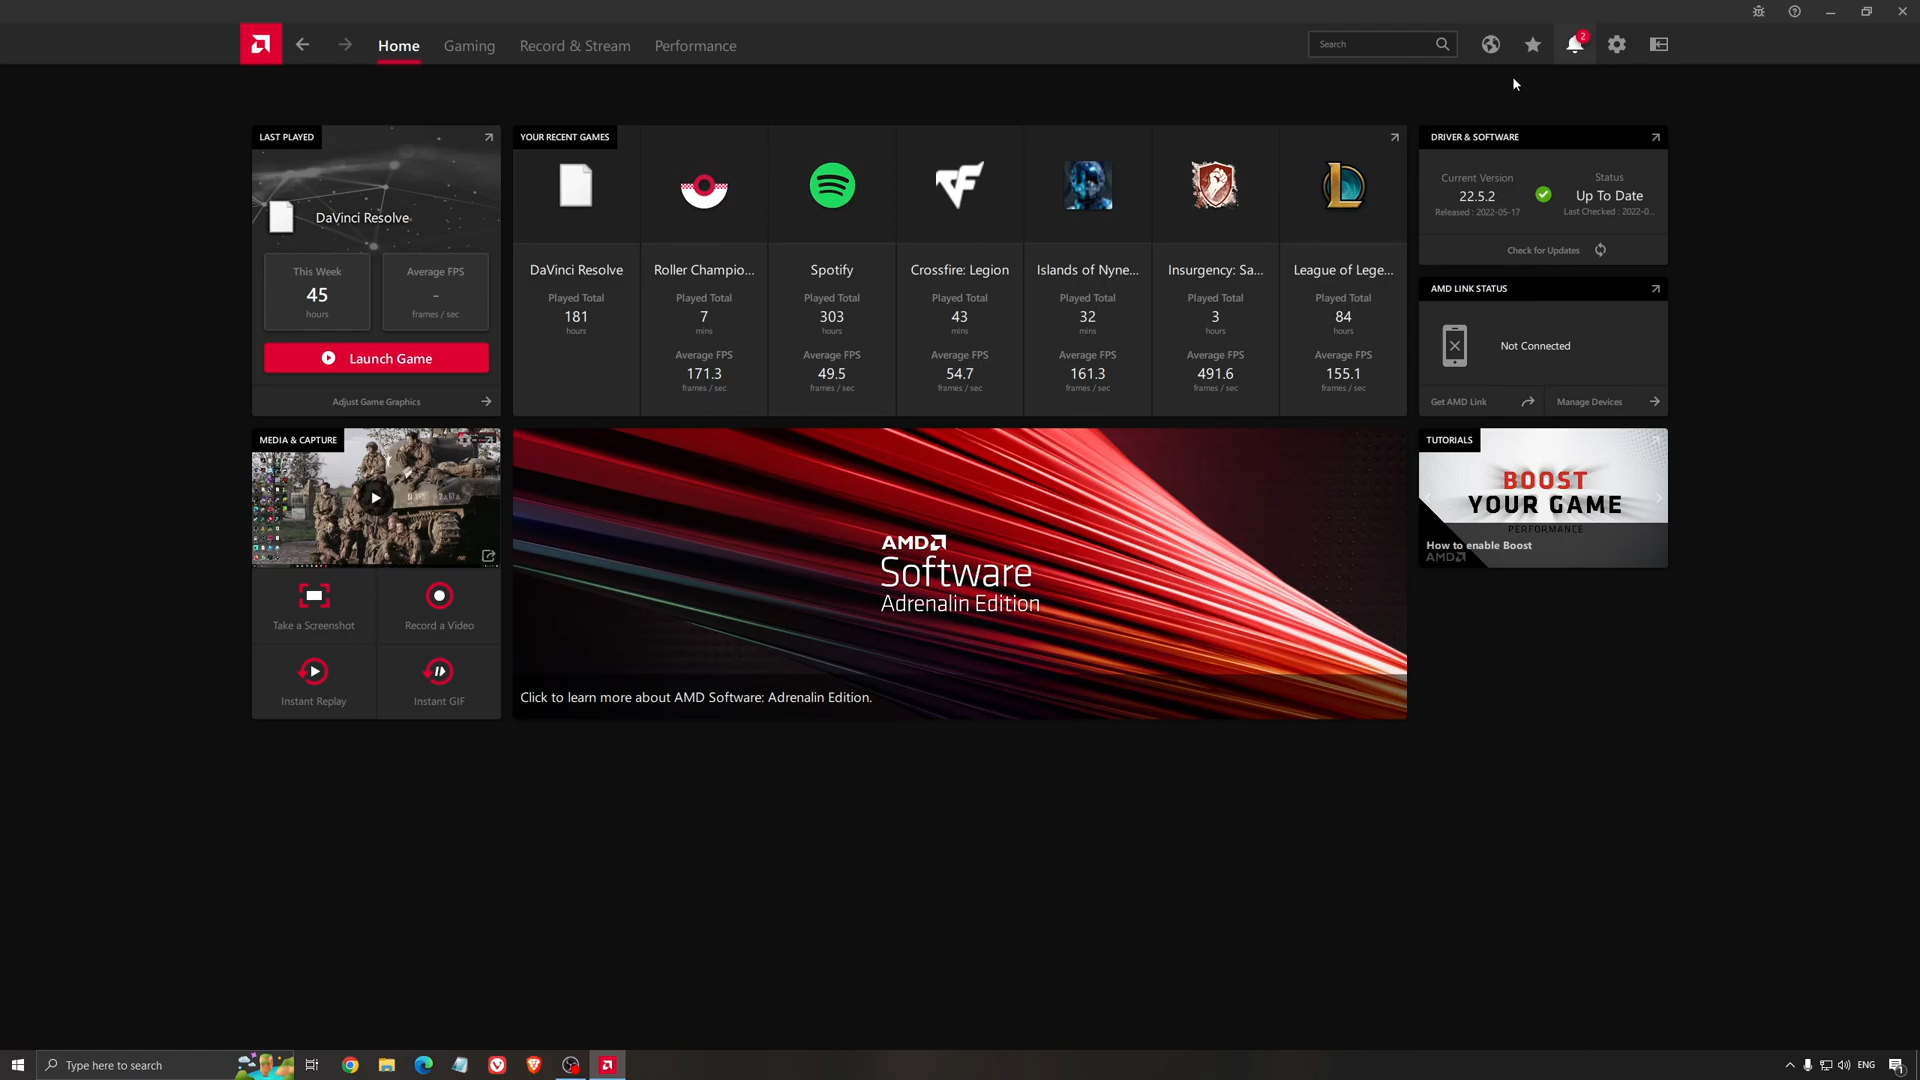 Home Gaming Record & Stream Performance Search 2
LAST PLAYED
DaVinci Resolve
This Week
45
hours
Average FPS
-
frames / sec
Launch Game
Adjust Game Graphics
YOUR RECENT GAMES
DaVinci Resolve
Played Total
181
hours
Roller Champio...
Played Total
7
mins
Average FPS
171.3
frames / sec
Spotify
Played Total
303
hours
Average FPS
49.5
frames / sec
Crossfire: Legion
Played Total
43
mins
Average FPS
54.7
frames / sec
Islands of Nyne...
Played Total
32
mins
Average FPS
161.3
frames / sec
Insurgency: Sa...
Played Total
3
hours
Average FPS
491.6
frames / sec
League of Lege...
Played Total
84
hours
Average FPS
155.1
frames / sec
DRIVER & SOFTWARE
Current Version
22.5.2
Released : 2022-05-17
Status
Up To Date
Last Checked : 2022-0...
Check for Updates
AMD LINK STATUS
Not Connected
Get AMD Link
Manage Devices
MEDIA & CAPTURE
Take a Screenshot
Record a Video
Instant Replay
Instant GIF
AMD
Software
Adrenalin Edition
Click to learn more about AMD Software: Adrenalin Edition.
TUTORIALS
BOOST
YOUR GAME
PERFORMANCE
How to enable Boost
AMD
Type here to search
ENG
1